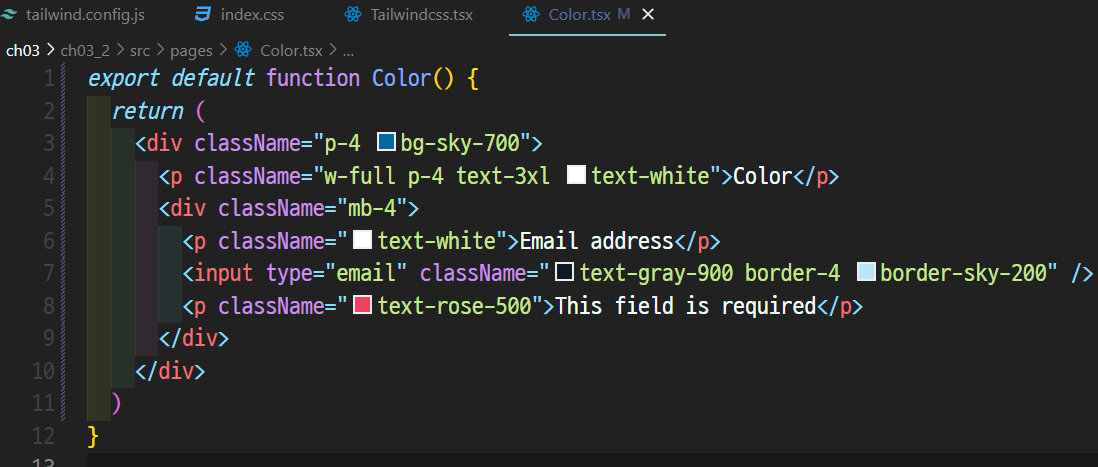 tailwind.config.js index.css Tailwindcss.tsx Color.tsx M
ch03 > ch03_2 > src > pages > Color.tsx > ...
1 export default function Color() {
2   return (
3     <div className="p-4 bg-sky-700">
4       <p className="w-full p-4 text-3xl text-white">Color</p>
5       <div className="mb-4">
6         <p className="text-white">Email address</p>
7         <input type="email" className="text-gray-900 border-4 border-sky-200" />
8         <p className="text-rose-500">This field is required</p>
9       </div>
10     </div>
11   )
12 }
13